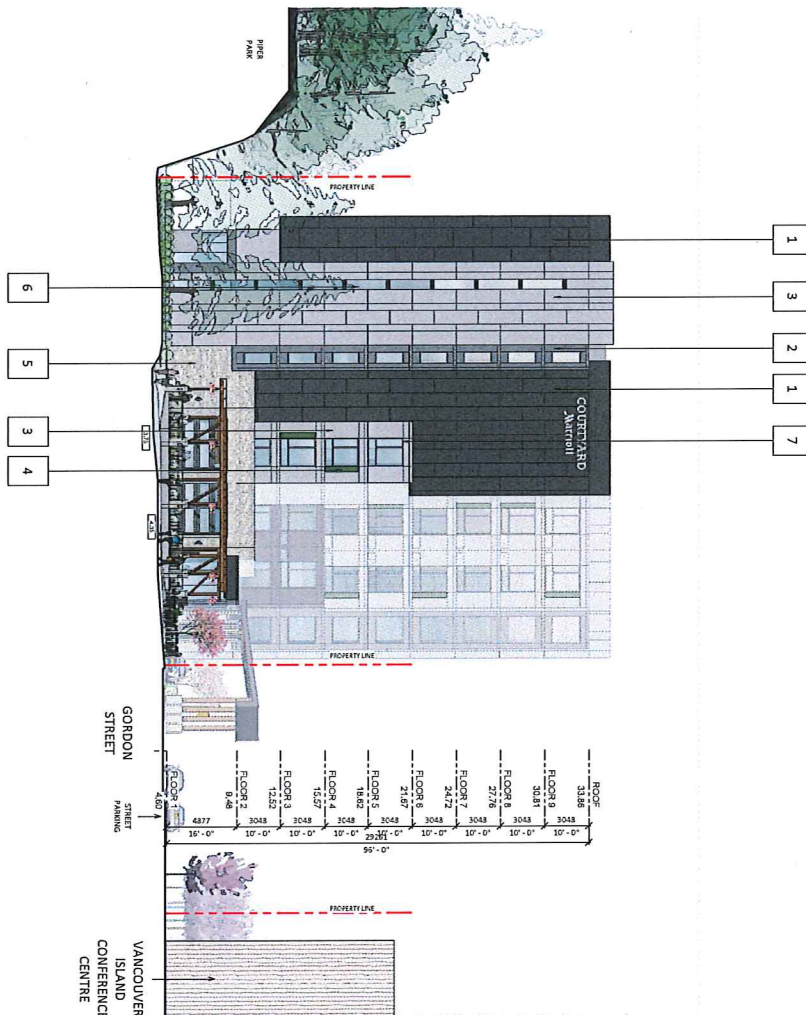 PIPER
PARK
PROPERTY LINE
1
3
2
1
7
6
5
3
4
COURTYARD
Marriott
PROPERTY LINE
GORDON
STREET
ROOF
33.86
FLOOR 9
30.81
FLOOR 8
27.76
FLOOR 7
24.72
FLOOR 6
21.67
FLOOR 5
18.62
FLOOR 4
15.57
FLOOR 3
12.52
FLOOR 2
9.48
FLOOR 1
4.60
4877
3048
3048
3048
3048
3048
3048
3048
3048
16' - 0"
10' - 0"
10' - 0"
10' - 0"
10' - 0"
10' - 0"
10' - 0"
10' - 0"
10' - 0"
29261
96' - 0"
STREET
PARKING
PROPERTY LINE
VANCOUVER
ISLAND
CONFERENCE
CENTRE